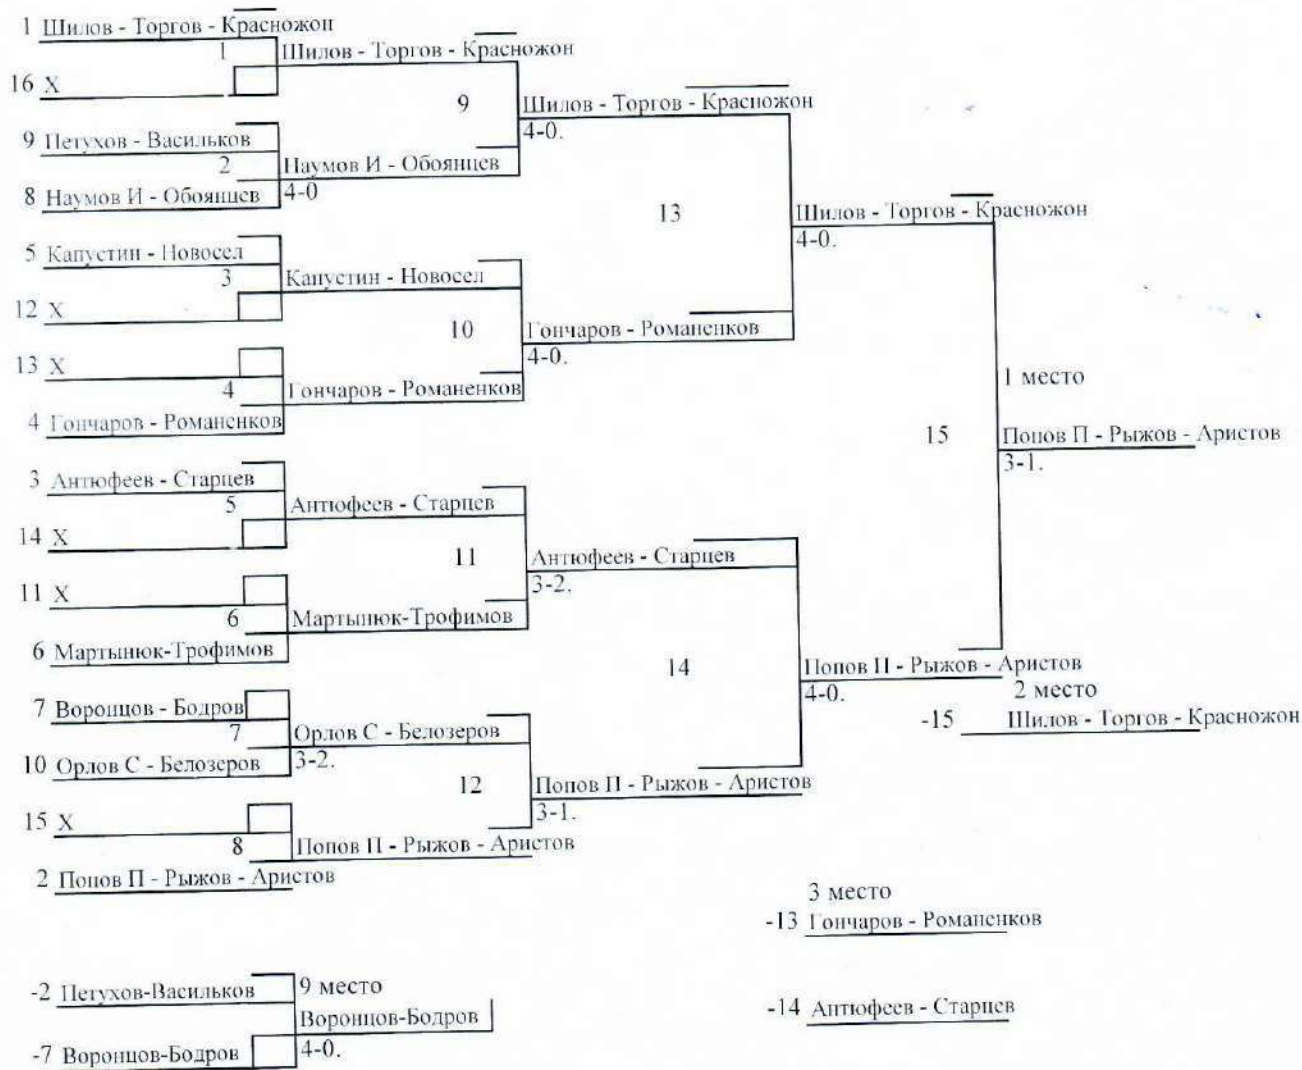 1 Шилов - Торгов - Красножон
1 Шилов - Торгов - Красножон
16 X
9 Шилов - Торгов - Красножон
4-0.
9 Петухов - Васильков
2 Наумов И - Обоянцев
8 Наумов И - Обоянцев 4-0
13 Шилов - Торгов - Красножон
4-0.
5 Капустин - Новосел
3 Капустин - Новосел
12 X
10 Гончаров - Романенков
4-0.
13 X
4 Гончаров - Романенков
4 Гончаров - Романенков
1 место
15 Попов П - Рыжов - Аристов
3-1.
3 Антюфеев - Старцев
5 Антюфеев - Старцев
14 X
11 Антюфеев - Старцев
3-2.
11 X
6 Мартынюк-Трофимов
6 Мартынюк-Трофимов
14 Попов П - Рыжов - Аристов
4-0.
2 место
-15 Шилов - Торгов - Красножон
7 Воронцов - Бодров
7 Орлов С - Белозеров
10 Орлов С - Белозеров 3-2.
12 Попов П - Рыжов - Аристов
3-1.
15 X
8 Попов П - Рыжов - Аристов
2 Попов П - Рыжов - Аристов
3 место
-13 Гончаров - Романенков
-2 Петухов-Васильков 9 место
-14 Антюфеев - Старцев
Воронцов-Бодров
-7 Воронцов-Бодров 4-0.